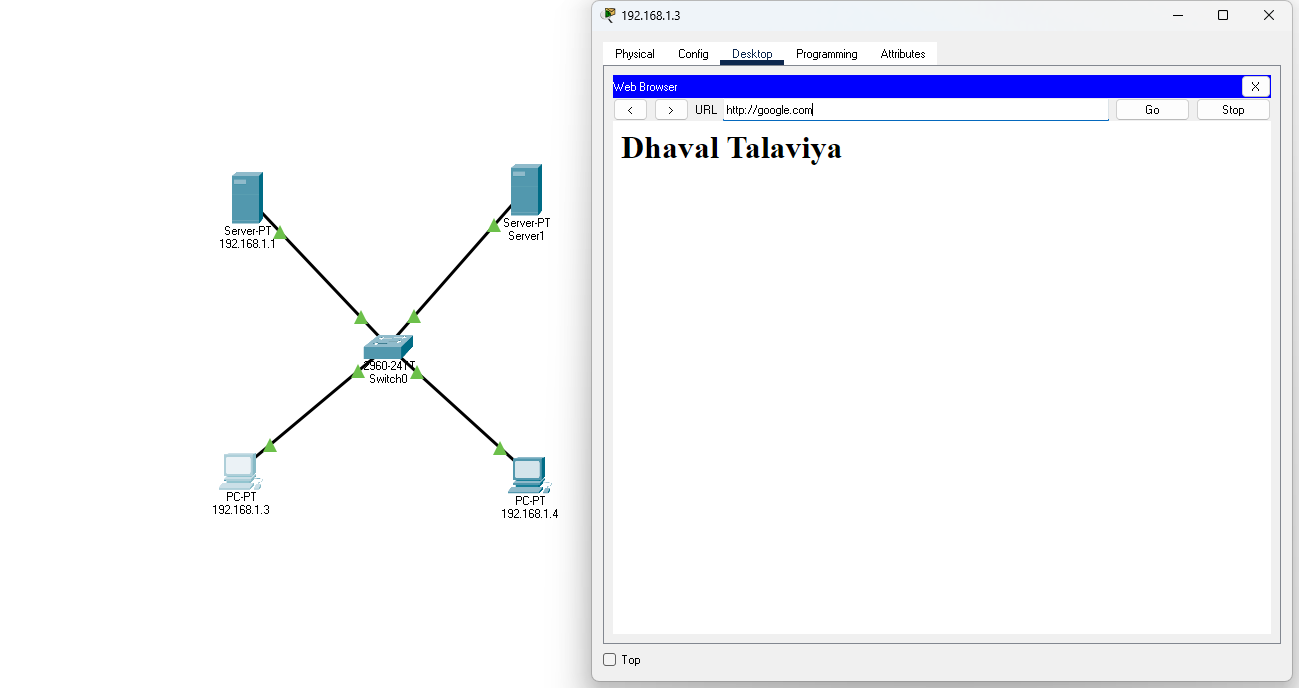 192.168.1.3
Physical Config Desktop Programming Attributes
Web Browser X
< > URL http://google.com Go Stop
Dhaval Talaviya
Server-PT
192.168.1.1
Server-PT
Server1
2960-24TT
Switch0
PC-PT
192.168.1.3
PC-PT
192.168.1.4
Top